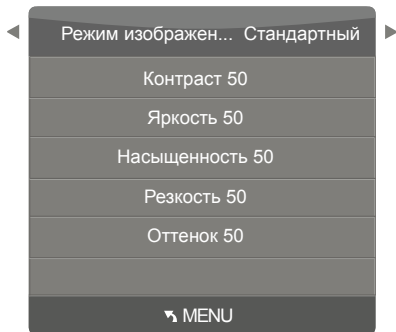 Режим изображен... Стандартный
Контраст 50
Яркость 50
Насыщенность 50
Резкость 50
Оттенок 50
MENU